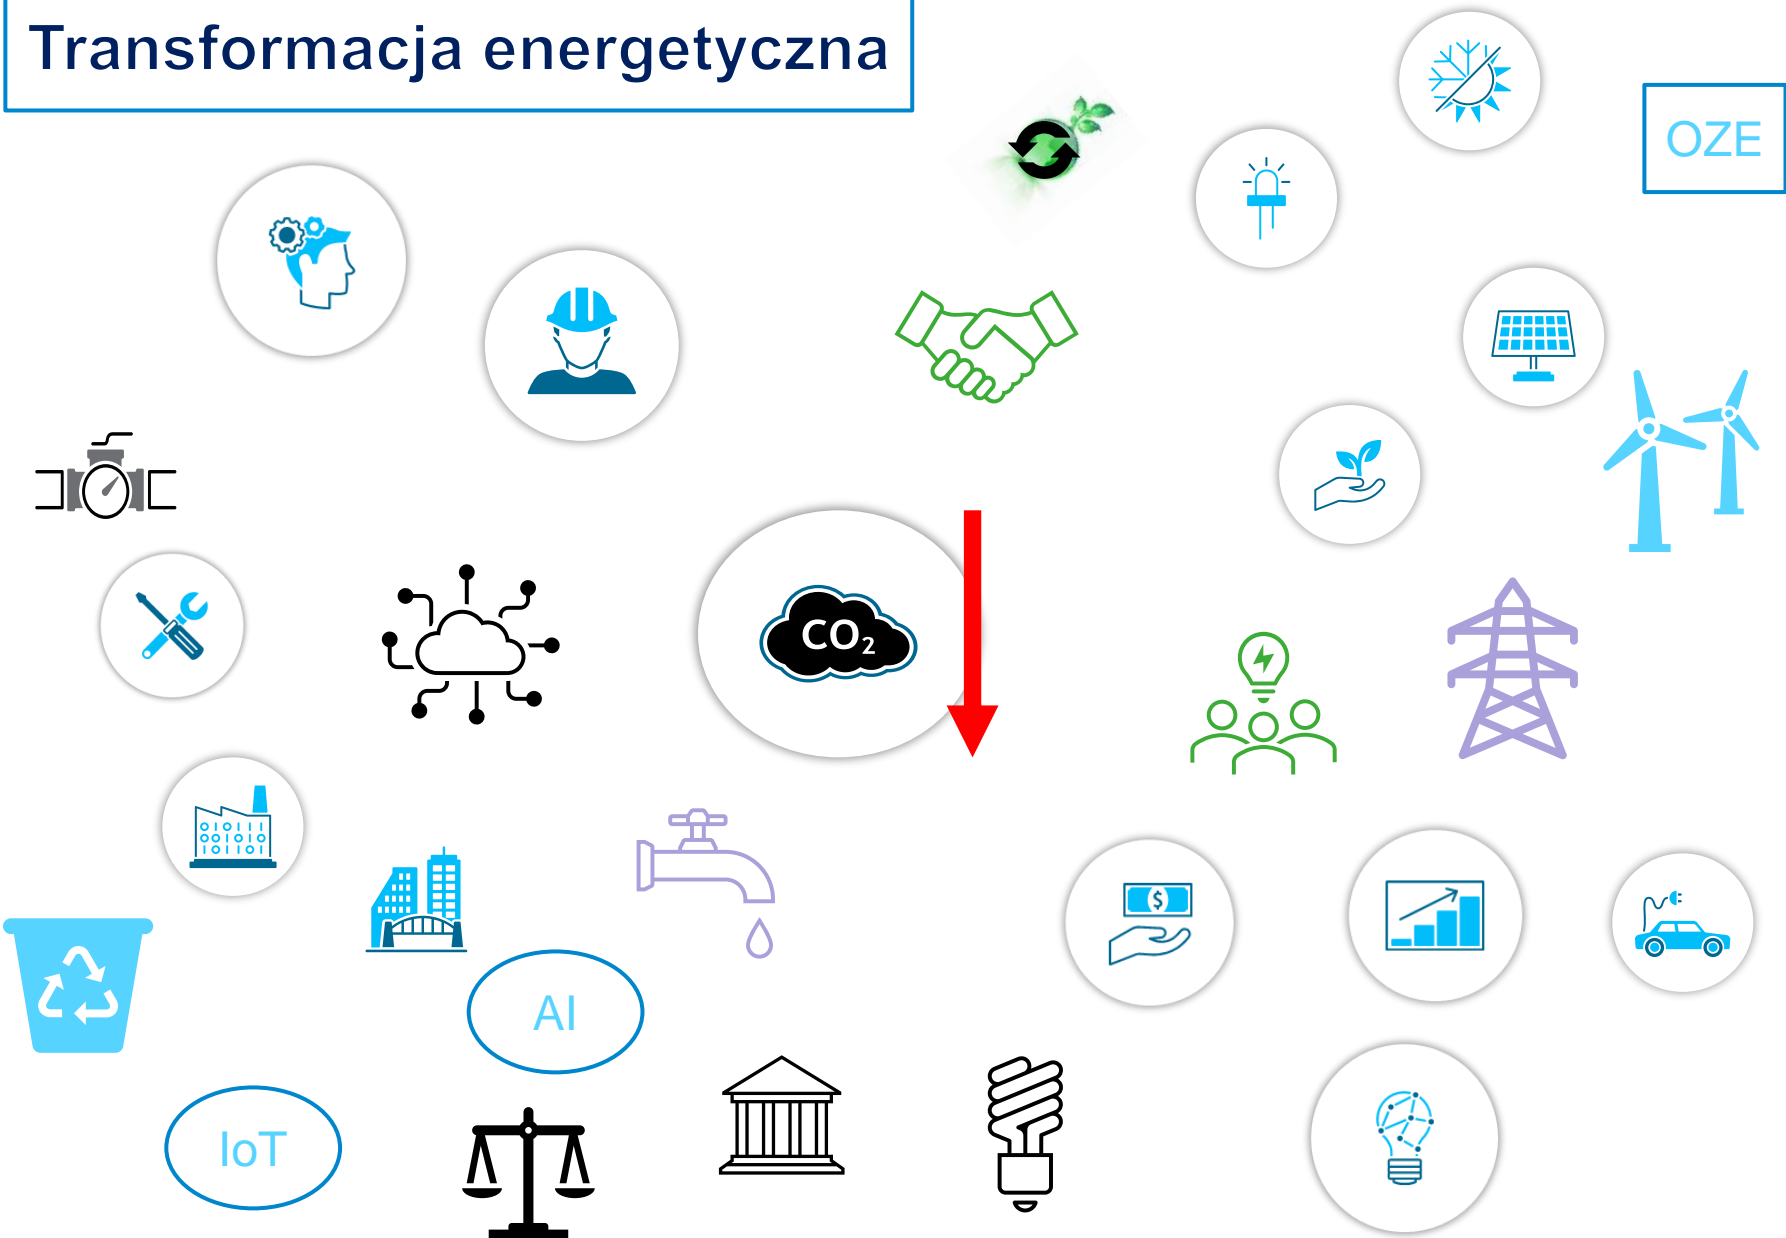 Transformacja energetyczna
OZE
CO₂
$
AI
IoT